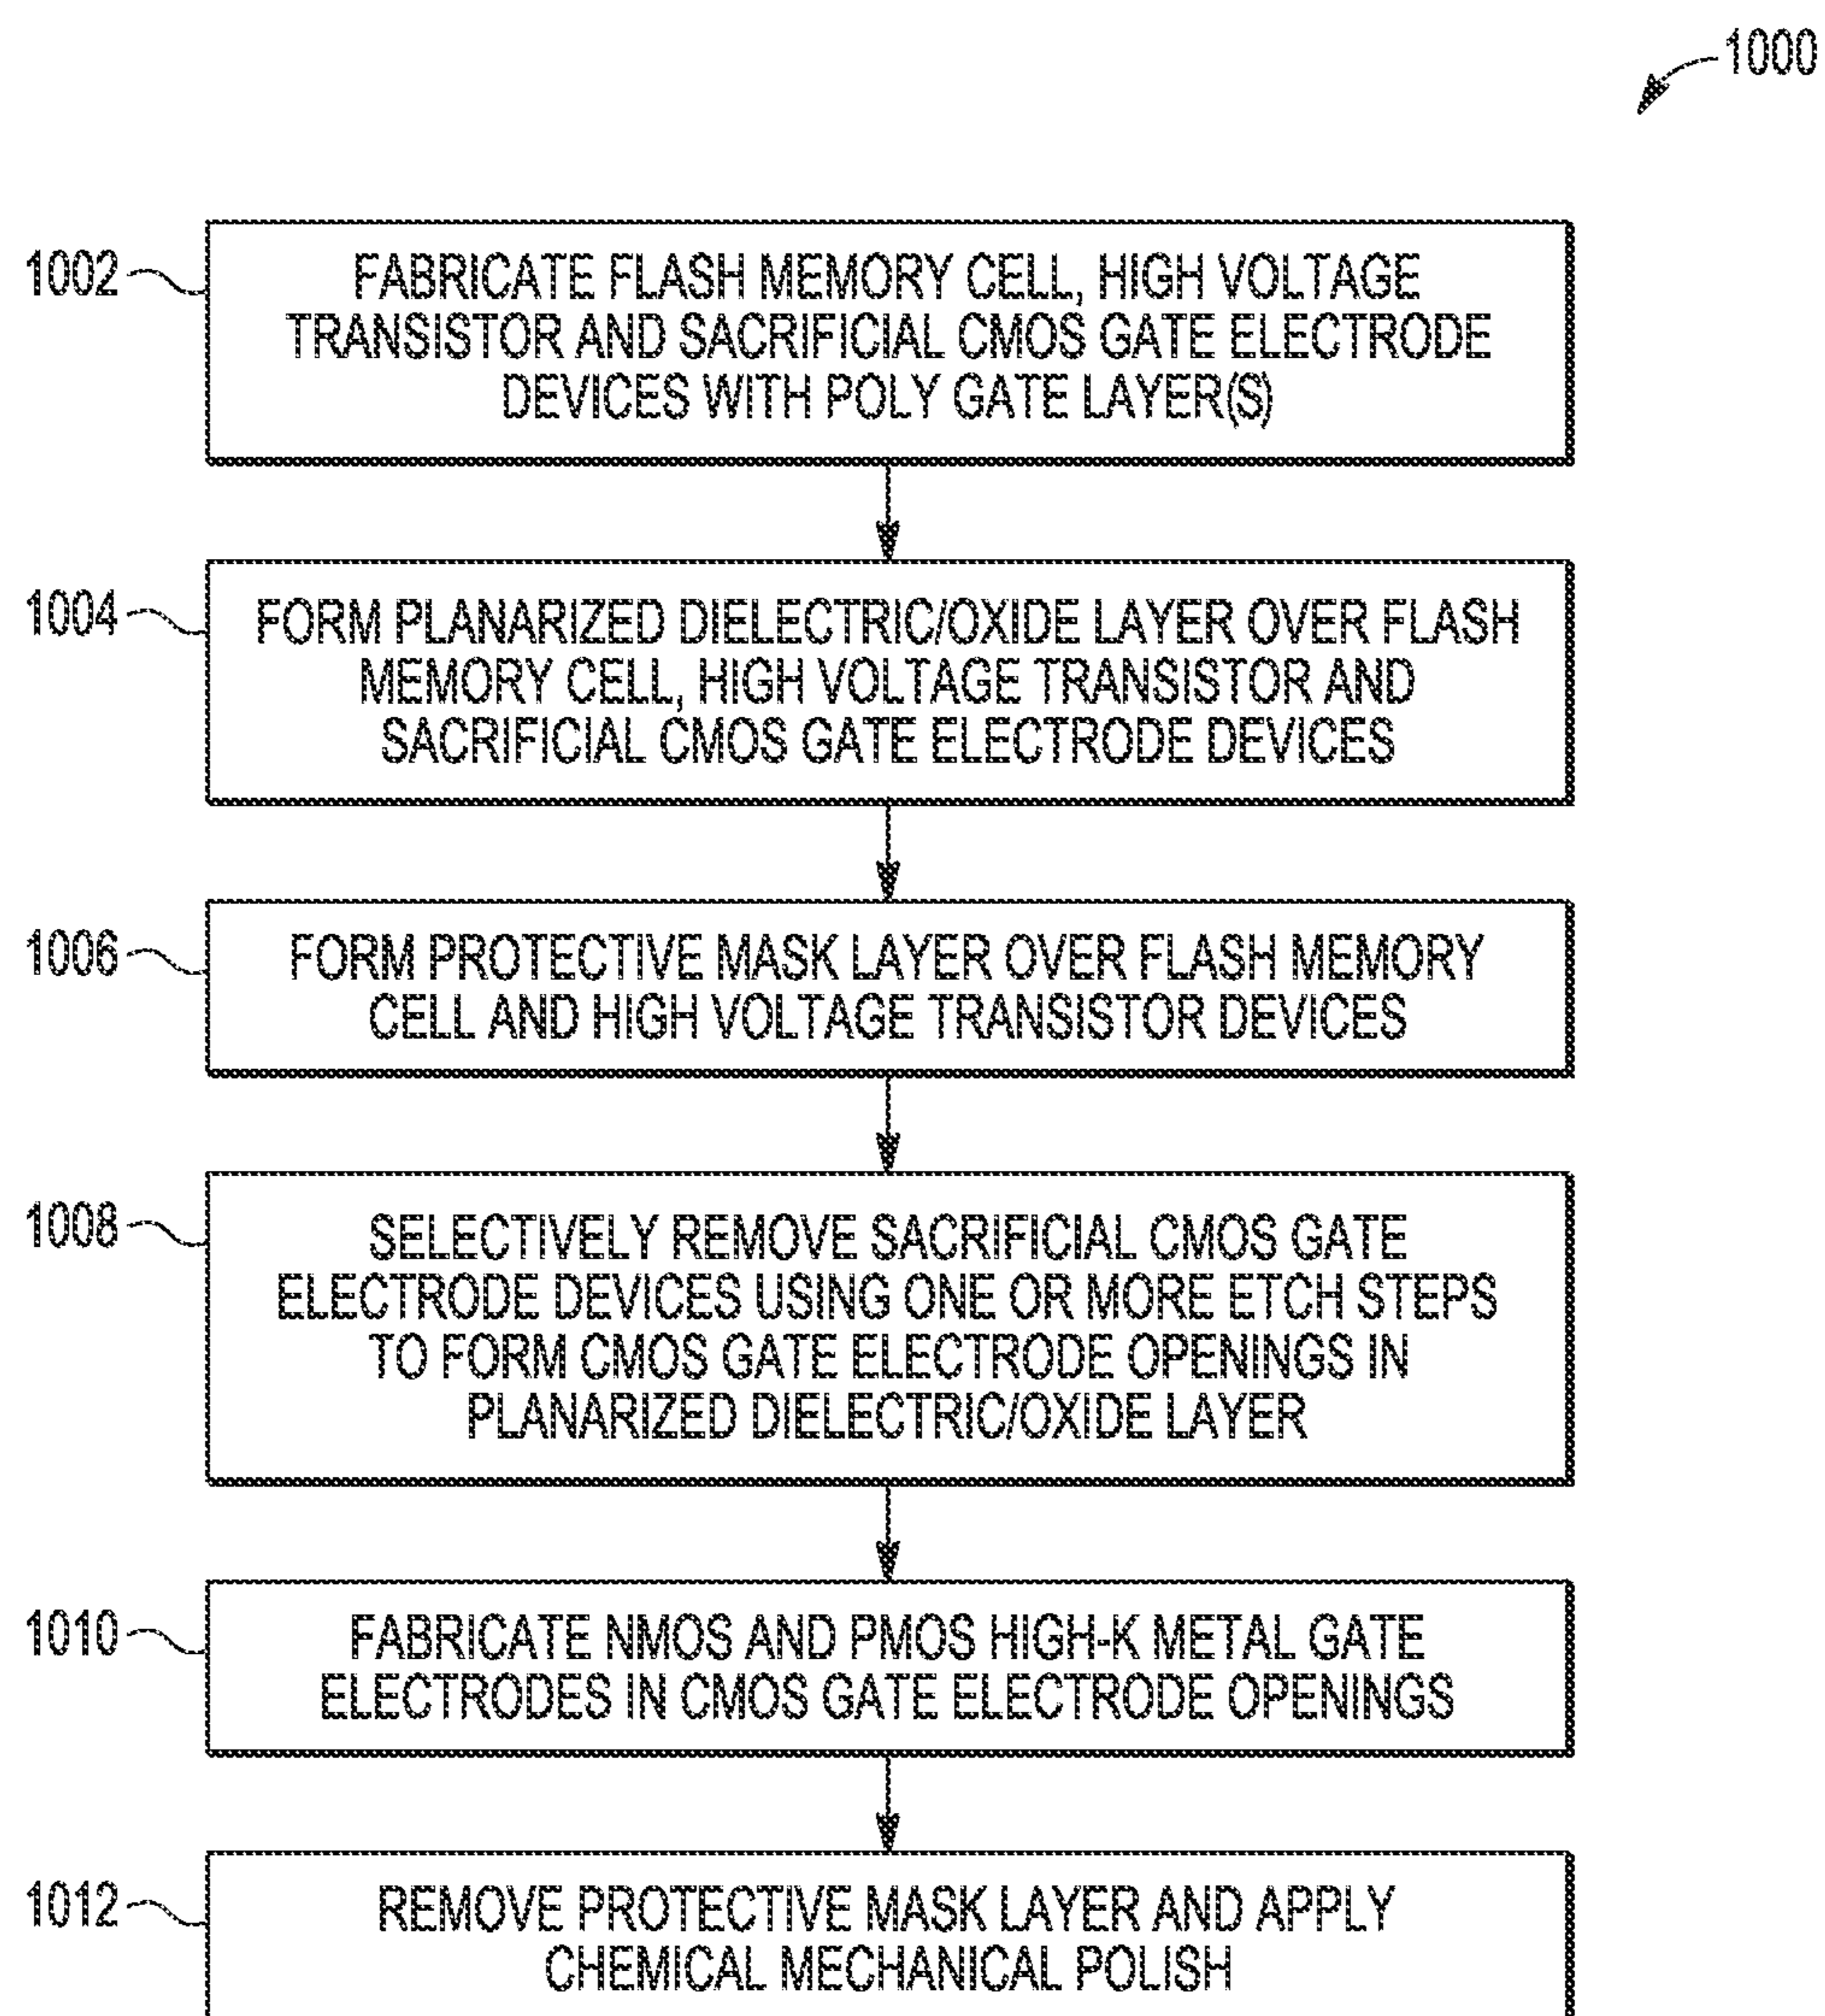 1000
1002
FABRICATE FLASH MEMORY CELL, HIGH VOLTAGE
TRANSISTOR AND SACRIFICIAL CMOS GATE ELECTRODE
DEVICES WITH POLY GATE LAYER(S)
1004
FORM PLANARIZED DIELECTRIC/OXIDE LAYER OVER FLASH
MEMORY CELL, HIGH VOLTAGE TRANSISTOR AND
SACRIFICIAL CMOS GATE ELECTRODE DEVICES
1006
FORM PROTECTIVE MASK LAYER OVER FLASH MEMORY
CELL AND HIGH VOLTAGE TRANSISTOR DEVICES
1008
SELECTIVELY REMOVE SACRIFICIAL CMOS GATE
ELECTRODE DEVICES USING ONE OR MORE ETCH STEPS
TO FORM CMOS GATE ELECTRODE OPENINGS IN
PLANARIZED DIELECTRIC/OXIDE LAYER
1010
FABRICATE NMOS AND PMOS HIGH-K METAL GATE
ELECTRODES IN CMOS GATE ELECTRODE OPENINGS
1012
REMOVE PROTECTIVE MASK LAYER AND APPLY
CHEMICAL MECHANICAL POLISH